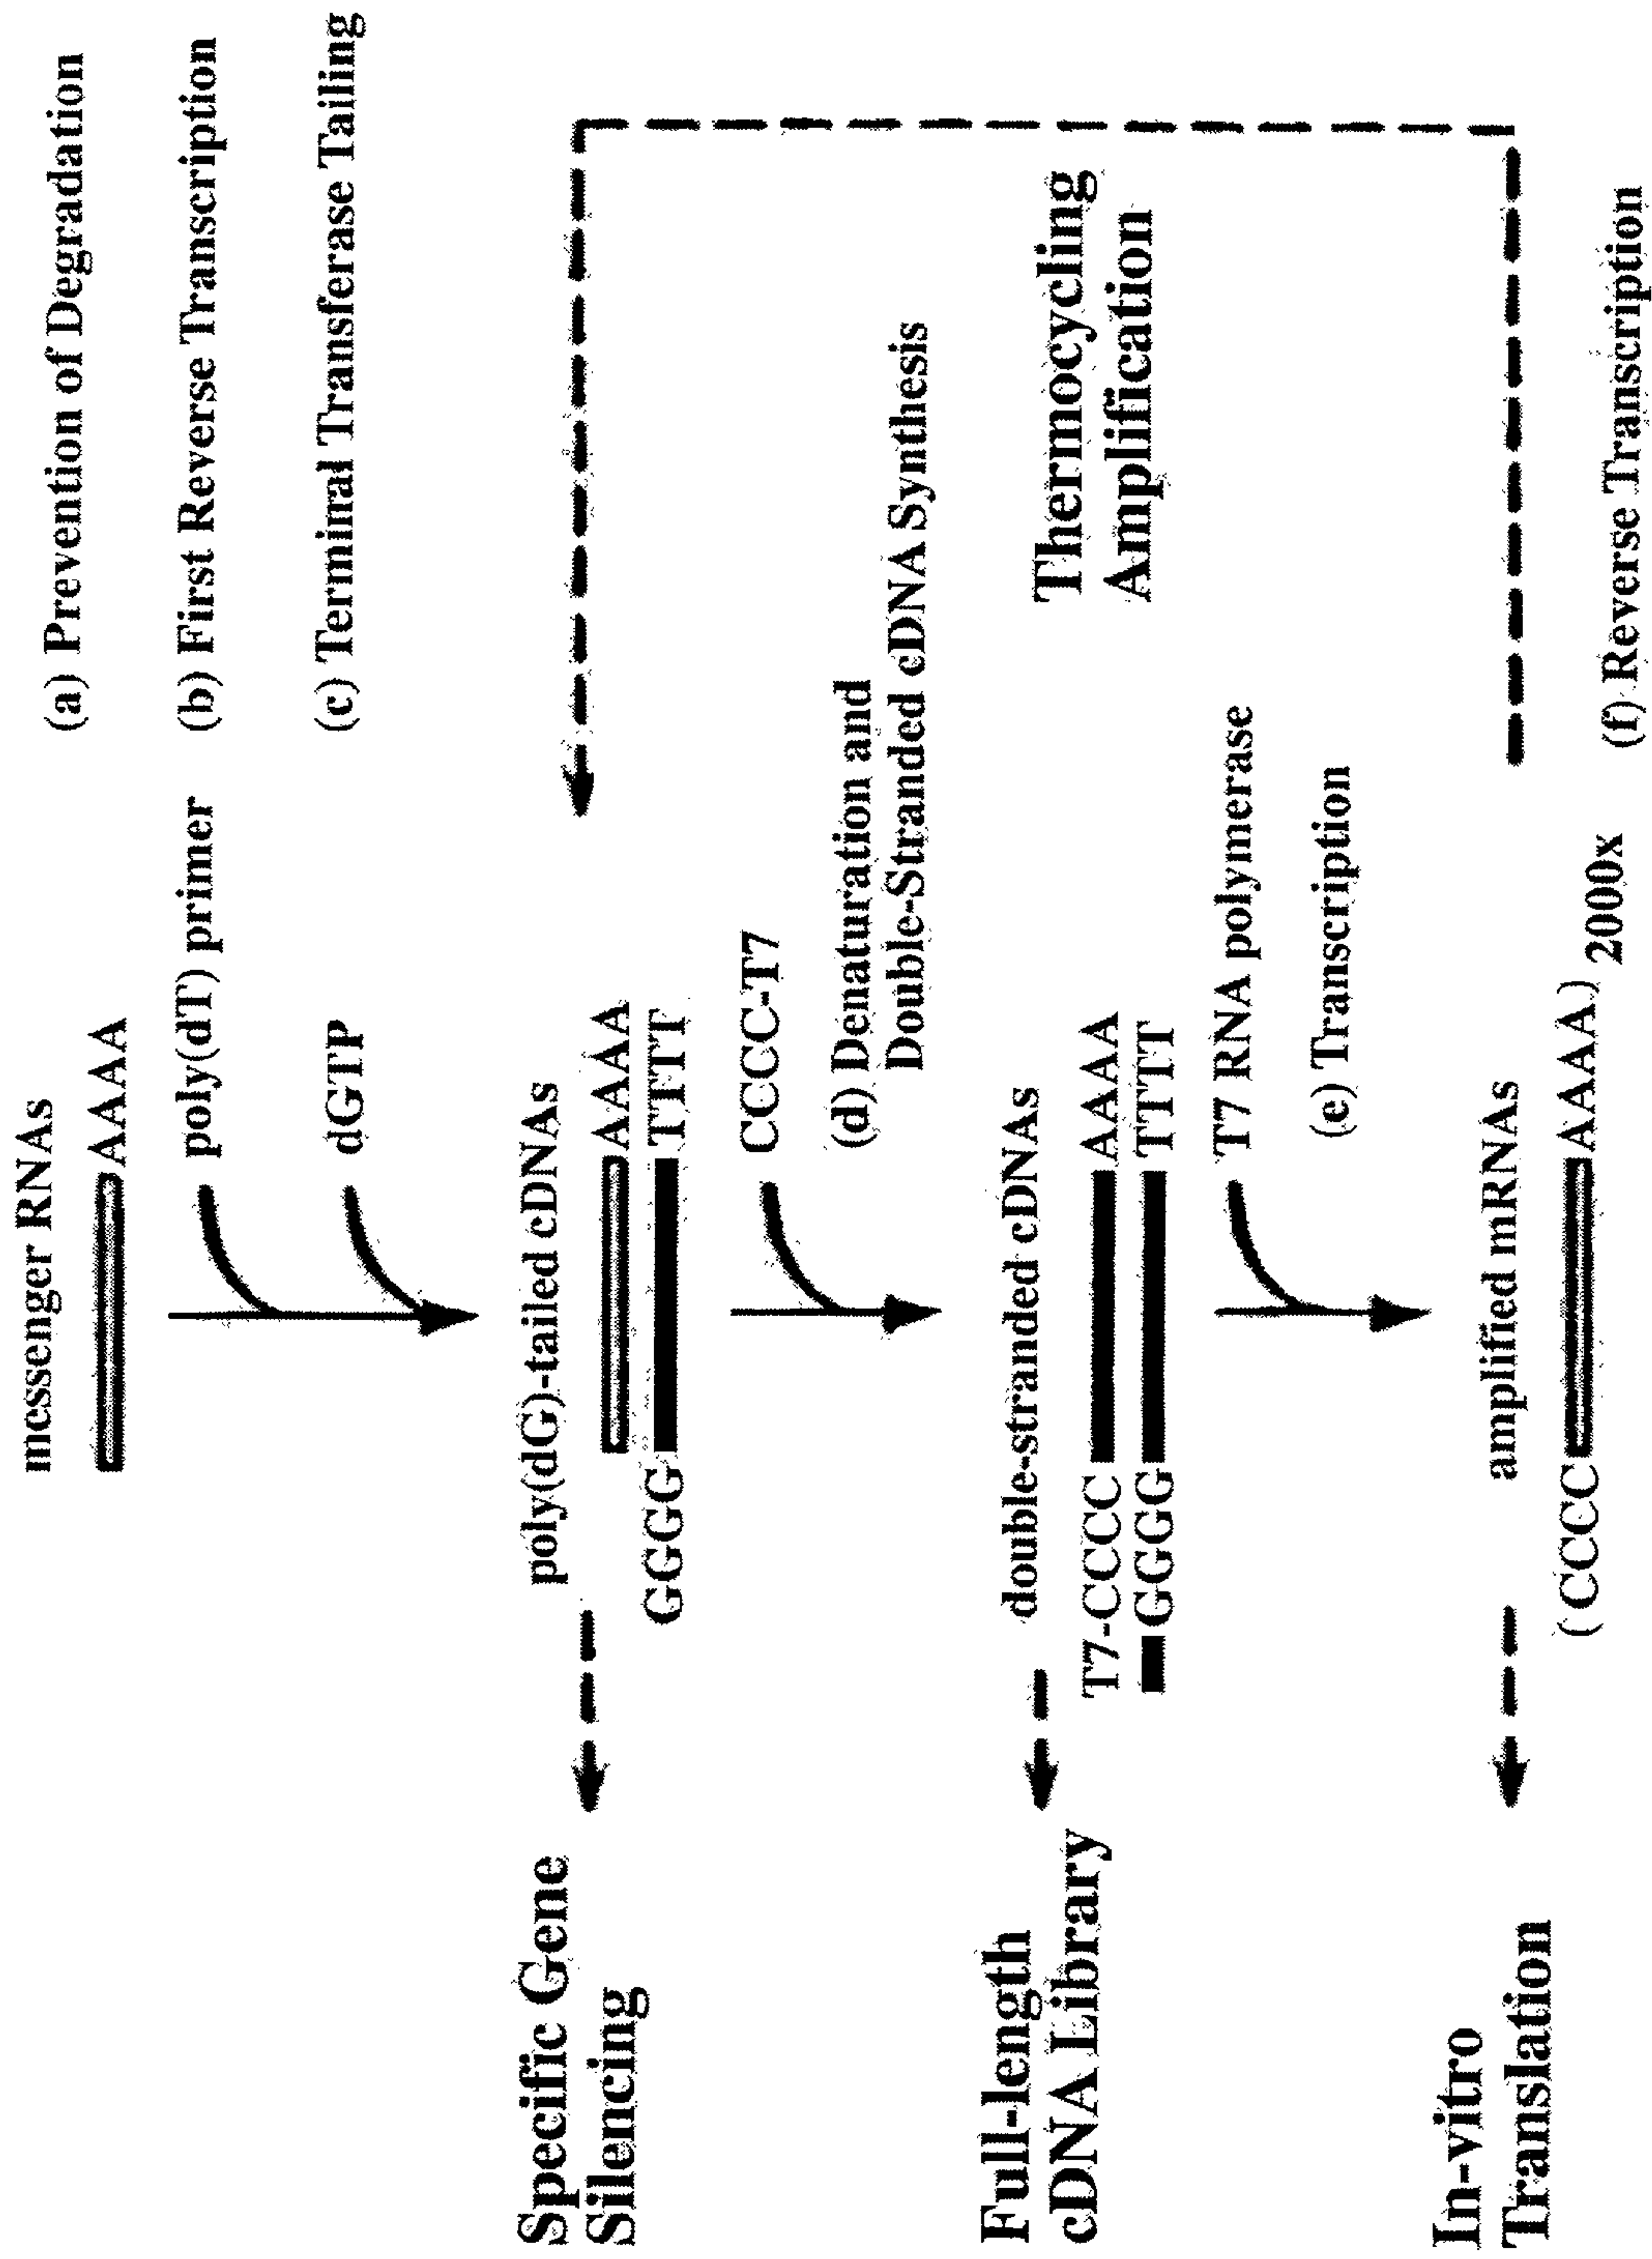 messenger RNAs
AAAA
(a) Prevention of Degradation
poly(dT) primer
(b) First Reverse Transcription
dGTP
(c) Terminal Transferase Tailing
Specific Gene
Silencing
poly(dG)-tailed cDNAs
AAAA
GGGG
TTTT
CCCC-T7
(d) Denaturation and
Double-Stranded cDNA Synthesis
Full-length
cDNA Library
double-stranded cDNAs
T7-CCCC
AAAA
GGGG
TTTT
Thermocycling
Amplification
T7 RNA polymerase
(e) Transcription
In-vitro
Translation
amplified mRNAs
(CCCC
AAAA)
2000x
(f) Reverse Transcription